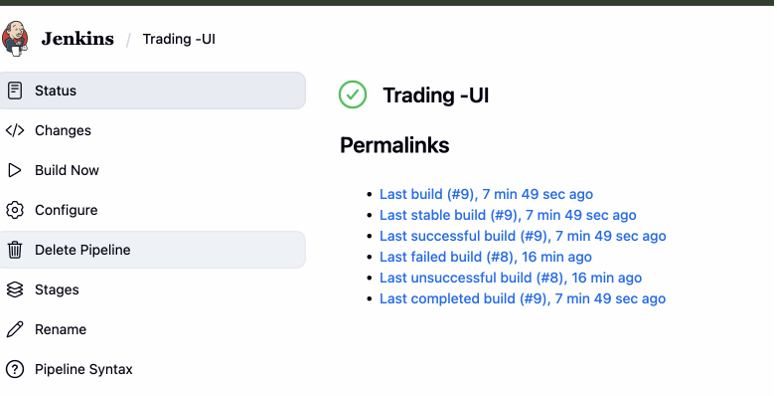 Jenkins / Trading -UI
Status
Changes
Build Now
Configure
Delete Pipeline
Stages
Rename
Pipeline Syntax
Trading -UI
Permalinks
Last build (#9), 7 min 49 sec ago
Last stable build (#9), 7 min 49 sec ago
Last successful build (#9), 7 min 49 sec ago
Last failed build (#8), 16 min ago
Last unsuccessful build (#8), 16 min ago
Last completed build (#9), 7 min 49 sec ago